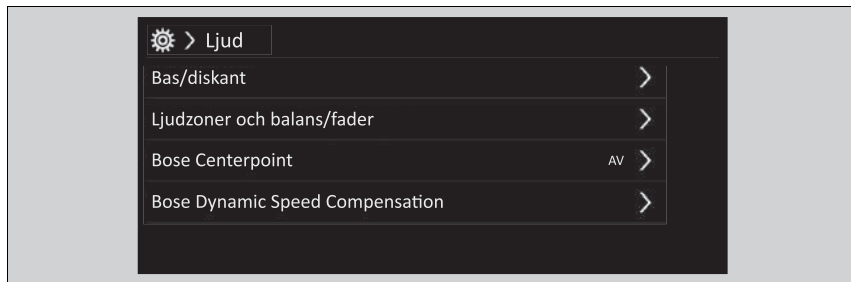 Ljud
Bas/diskant
Ljudzoner och balans/fader
Bose Centerpoint AV
Bose Dynamic Speed Compensation